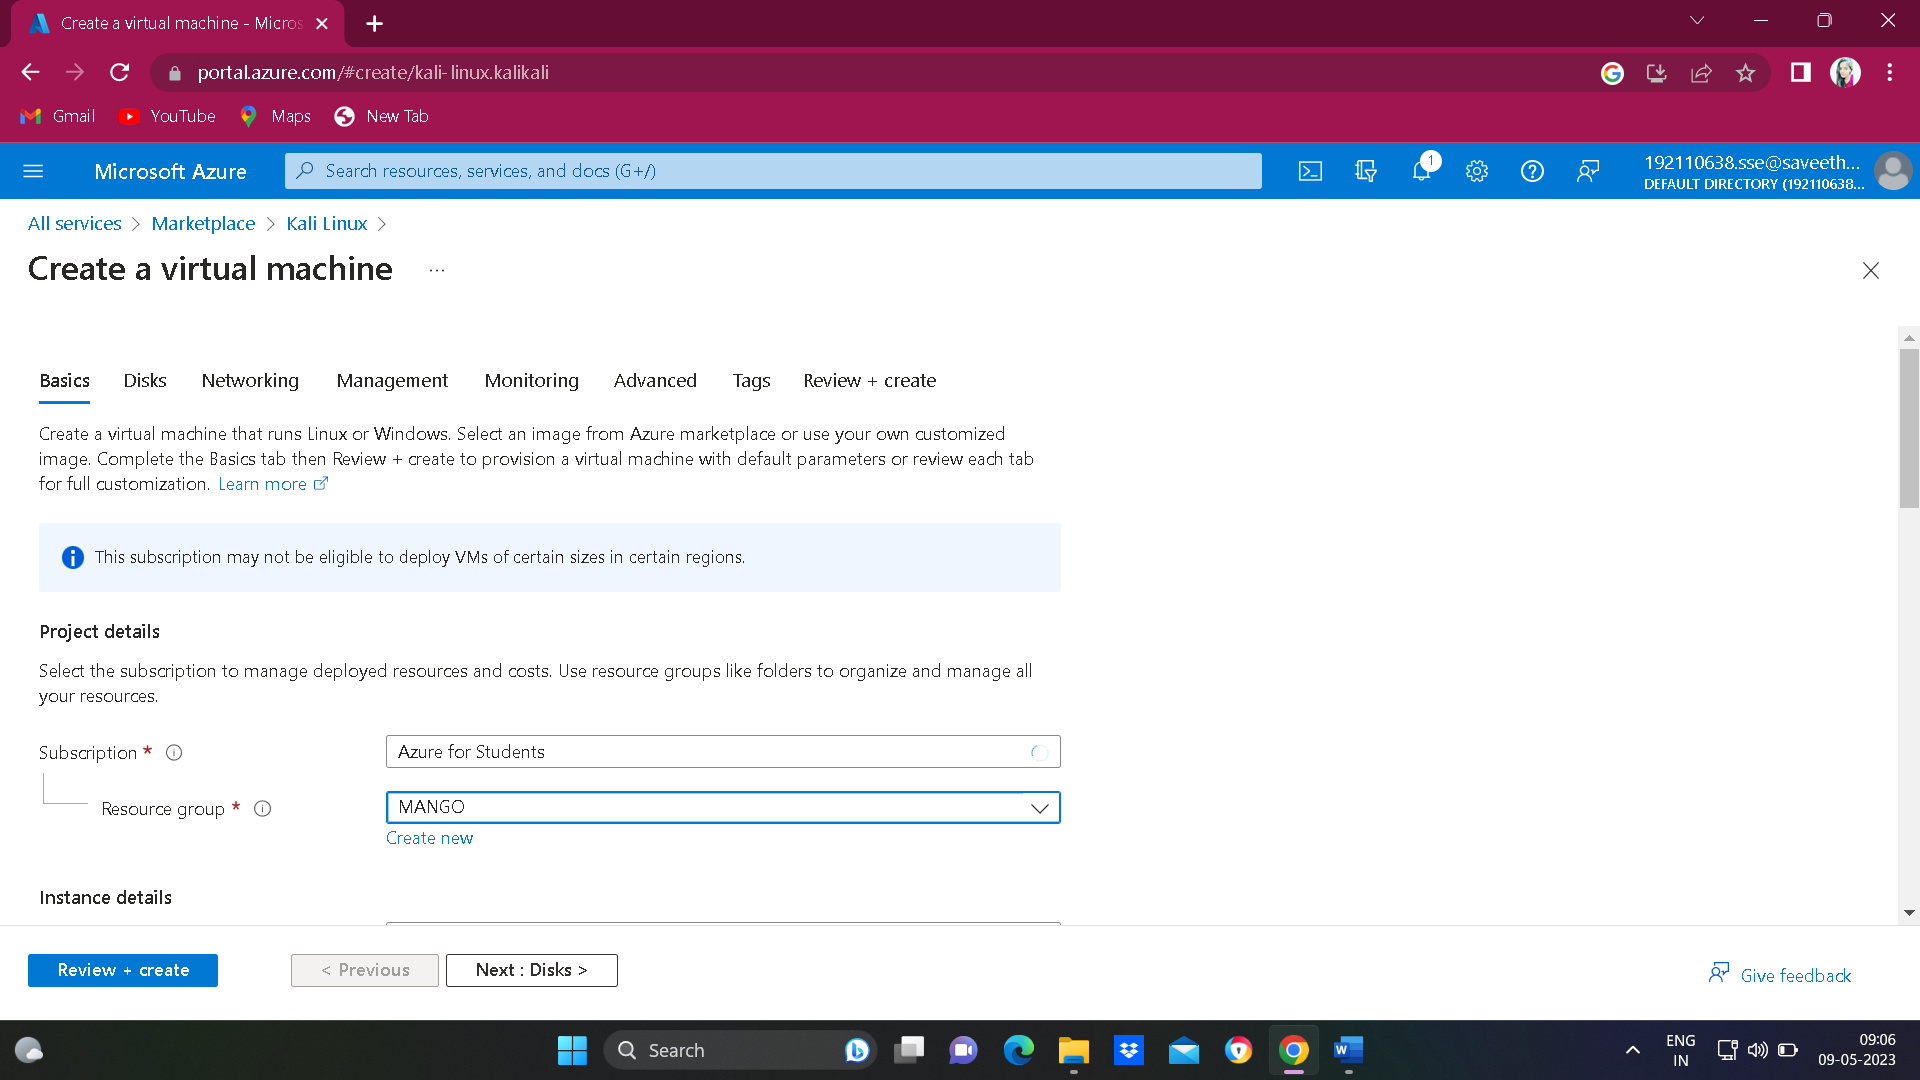 Create a virtual machine - Micros
portal.azure.com/#create/kali-linux.kalikali
Gmail
YouTube
Maps
New Tab
Microsoft Azure
Search resources, services, and docs (G+/)
1
192110638.sse@saveeth...
DEFAULT DIRECTORY (192110638...
All services > Marketplace > Kali Linux >
Create a virtual machine ...
Basics Disks Networking Management Monitoring Advanced Tags Review + create
Create a virtual machine that runs Linux or Windows. Select an image from Azure marketplace or use your own customized
image. Complete the Basics tab then Review + create to provision a virtual machine with default parameters or review each tab
for full customization. Learn more
This subscription may not be eligible to deploy VMs of certain sizes in certain regions.
Project details
Select the subscription to manage deployed resources and costs. Use resource groups like folders to organize and manage all
your resources.
Subscription *
Azure for Students
Resource group *
MANGO
Create new
Instance details
Review + create
< Previous
Next : Disks >
Give feedback
Search
ENG
IN
09:06
09-05-2023